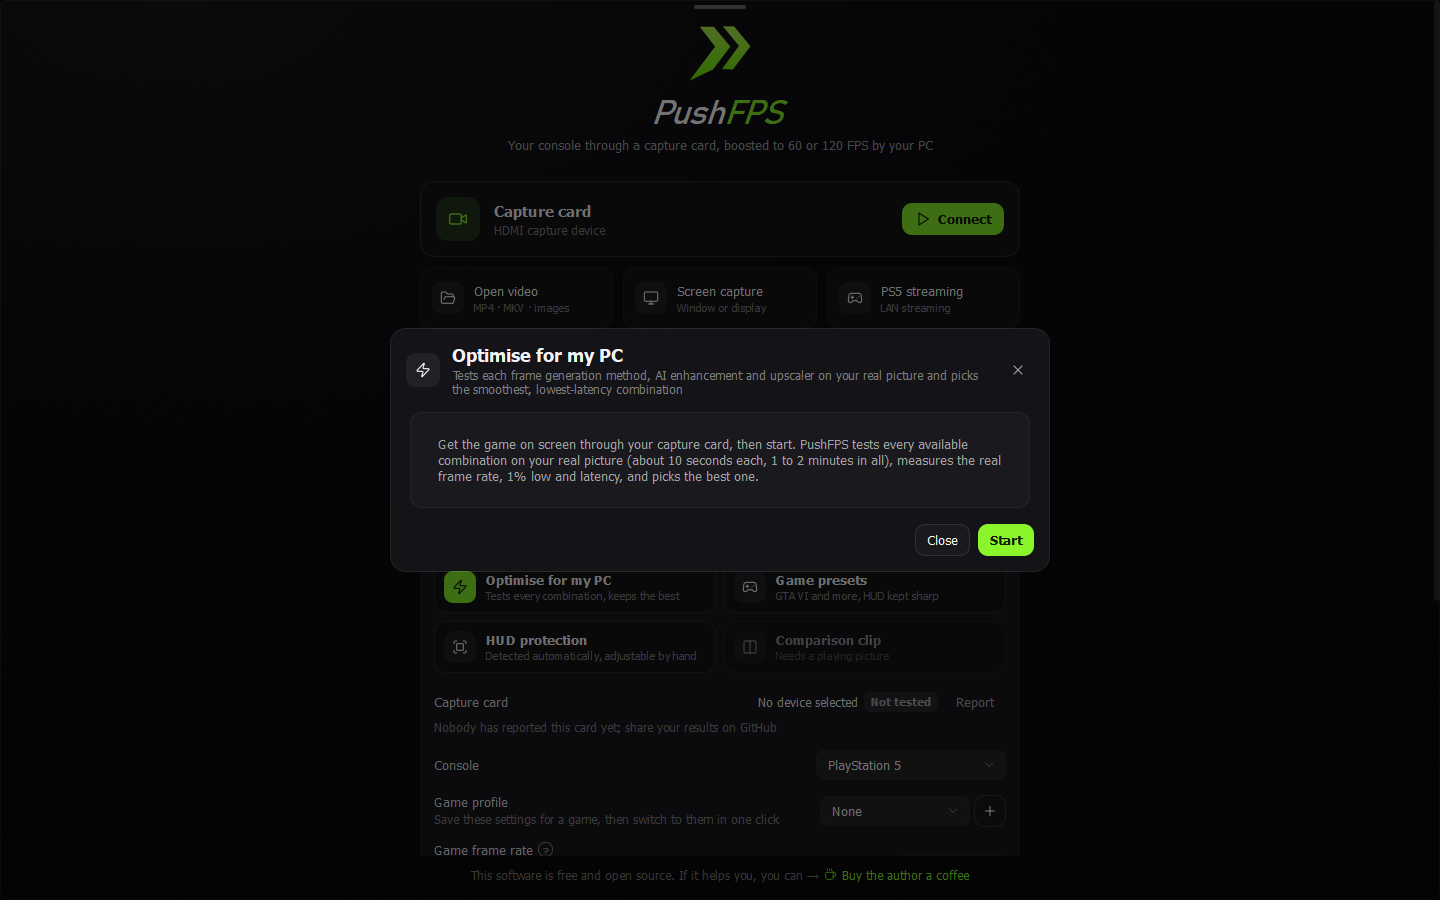 PushFPS
Your console through a capture card, boosted to 60 or 120 FPS by your PC
Capture card
HDMI capture device
Connect
Open video
MP4 · MKV · images
Screen capture
Window or display
PS5 streaming
LAN streaming
Optimise for my PC
Tests each frame generation method, AI enhancement and upscaler on your real picture and picks
the smoothest, lowest-latency combination
Get the game on screen through your capture card, then start. PushFPS tests every available
combination on your real picture (about 10 seconds each, 1 to 2 minutes in all), measures the real
frame rate, 1% low and latency, and picks the best one.
Close
Start
Optimise for my PC
Tests every combination, keeps the best
Game presets
GTA VI and more, HUD kept sharp
HUD protection
Detected automatically, adjustable by hand
Comparison clip
Needs a playing picture
Capture card
No device selected
Not tested
Report
Nobody has reported this card yet; share your results on GitHub
Console
PlayStation 5
Game profile
Save these settings for a game, then switch to them in one click
None
Game frame rate ?
This software is free and open source. If it helps you, you can → Buy the author a coffee